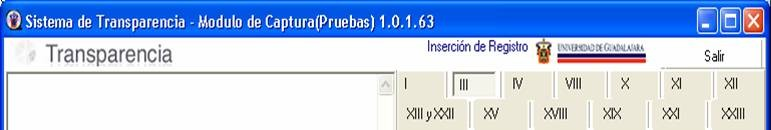 Sistema de Transparencia - Modulo de Captura(Pruebas) 1.0.1.63
Transparencia
Inserción de Registro
UNIVERSIDAD DE GUADALAJARA
Salir
I III IV VIII X XI XII
XIII y XXII XV XVIII XIX XXI XXIII